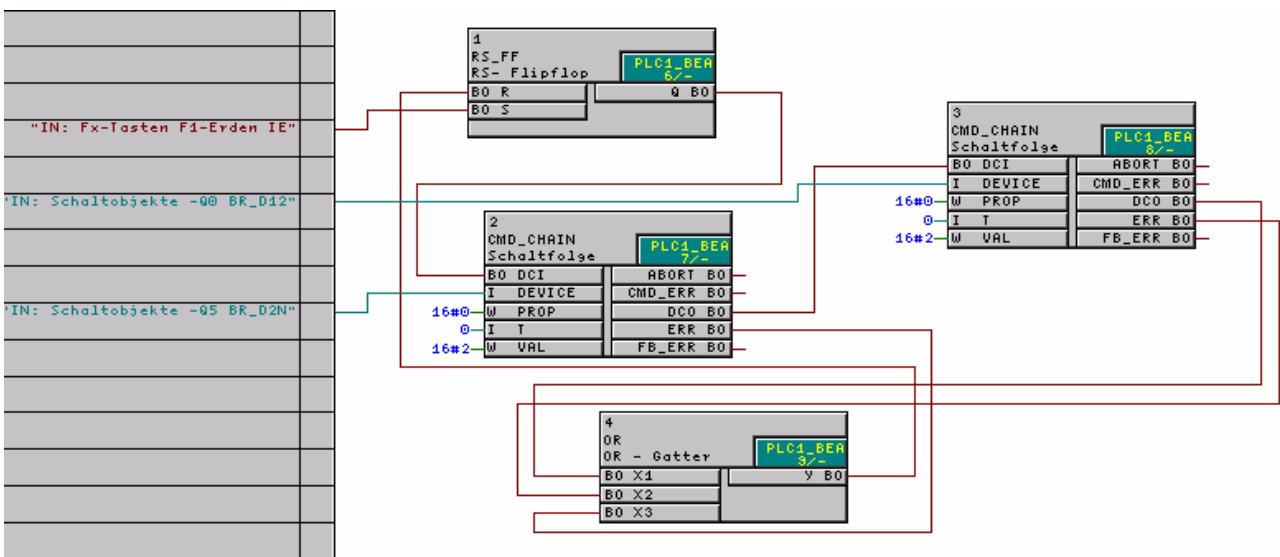 "IN: Fx-Tasten F1-Erden IE"
"IN: Schaltobjekte -Q0 BR_D12"
"IN: Schaltobjekte -Q5 BR_D2N"
1
RS_FF
RS- Flipflop
PLC1_BEA
6/-
BO R
Q BO
BO S
2
CMD_CHAIN
Schaltfolge
PLC1_BEA
7/-
BO DCI
ABORT BO
I DEVICE
CMD_ERR BO
16#0
W PROP
DCO BO
0
I T
ERR BO
16#2
W VAL
FB_ERR BO
3
CMD_CHAIN
Schaltfolge
PLC1_BEA
8/-
BO DCI
ABORT BO
I DEVICE
CMD_ERR BO
16#0
W PROP
DCO BO
0
I T
ERR BO
16#2
W VAL
FB_ERR BO
4
OR
OR - Gatter
PLC1_BEA
9/-
BO X1
Y BO
BO X2
BO X3